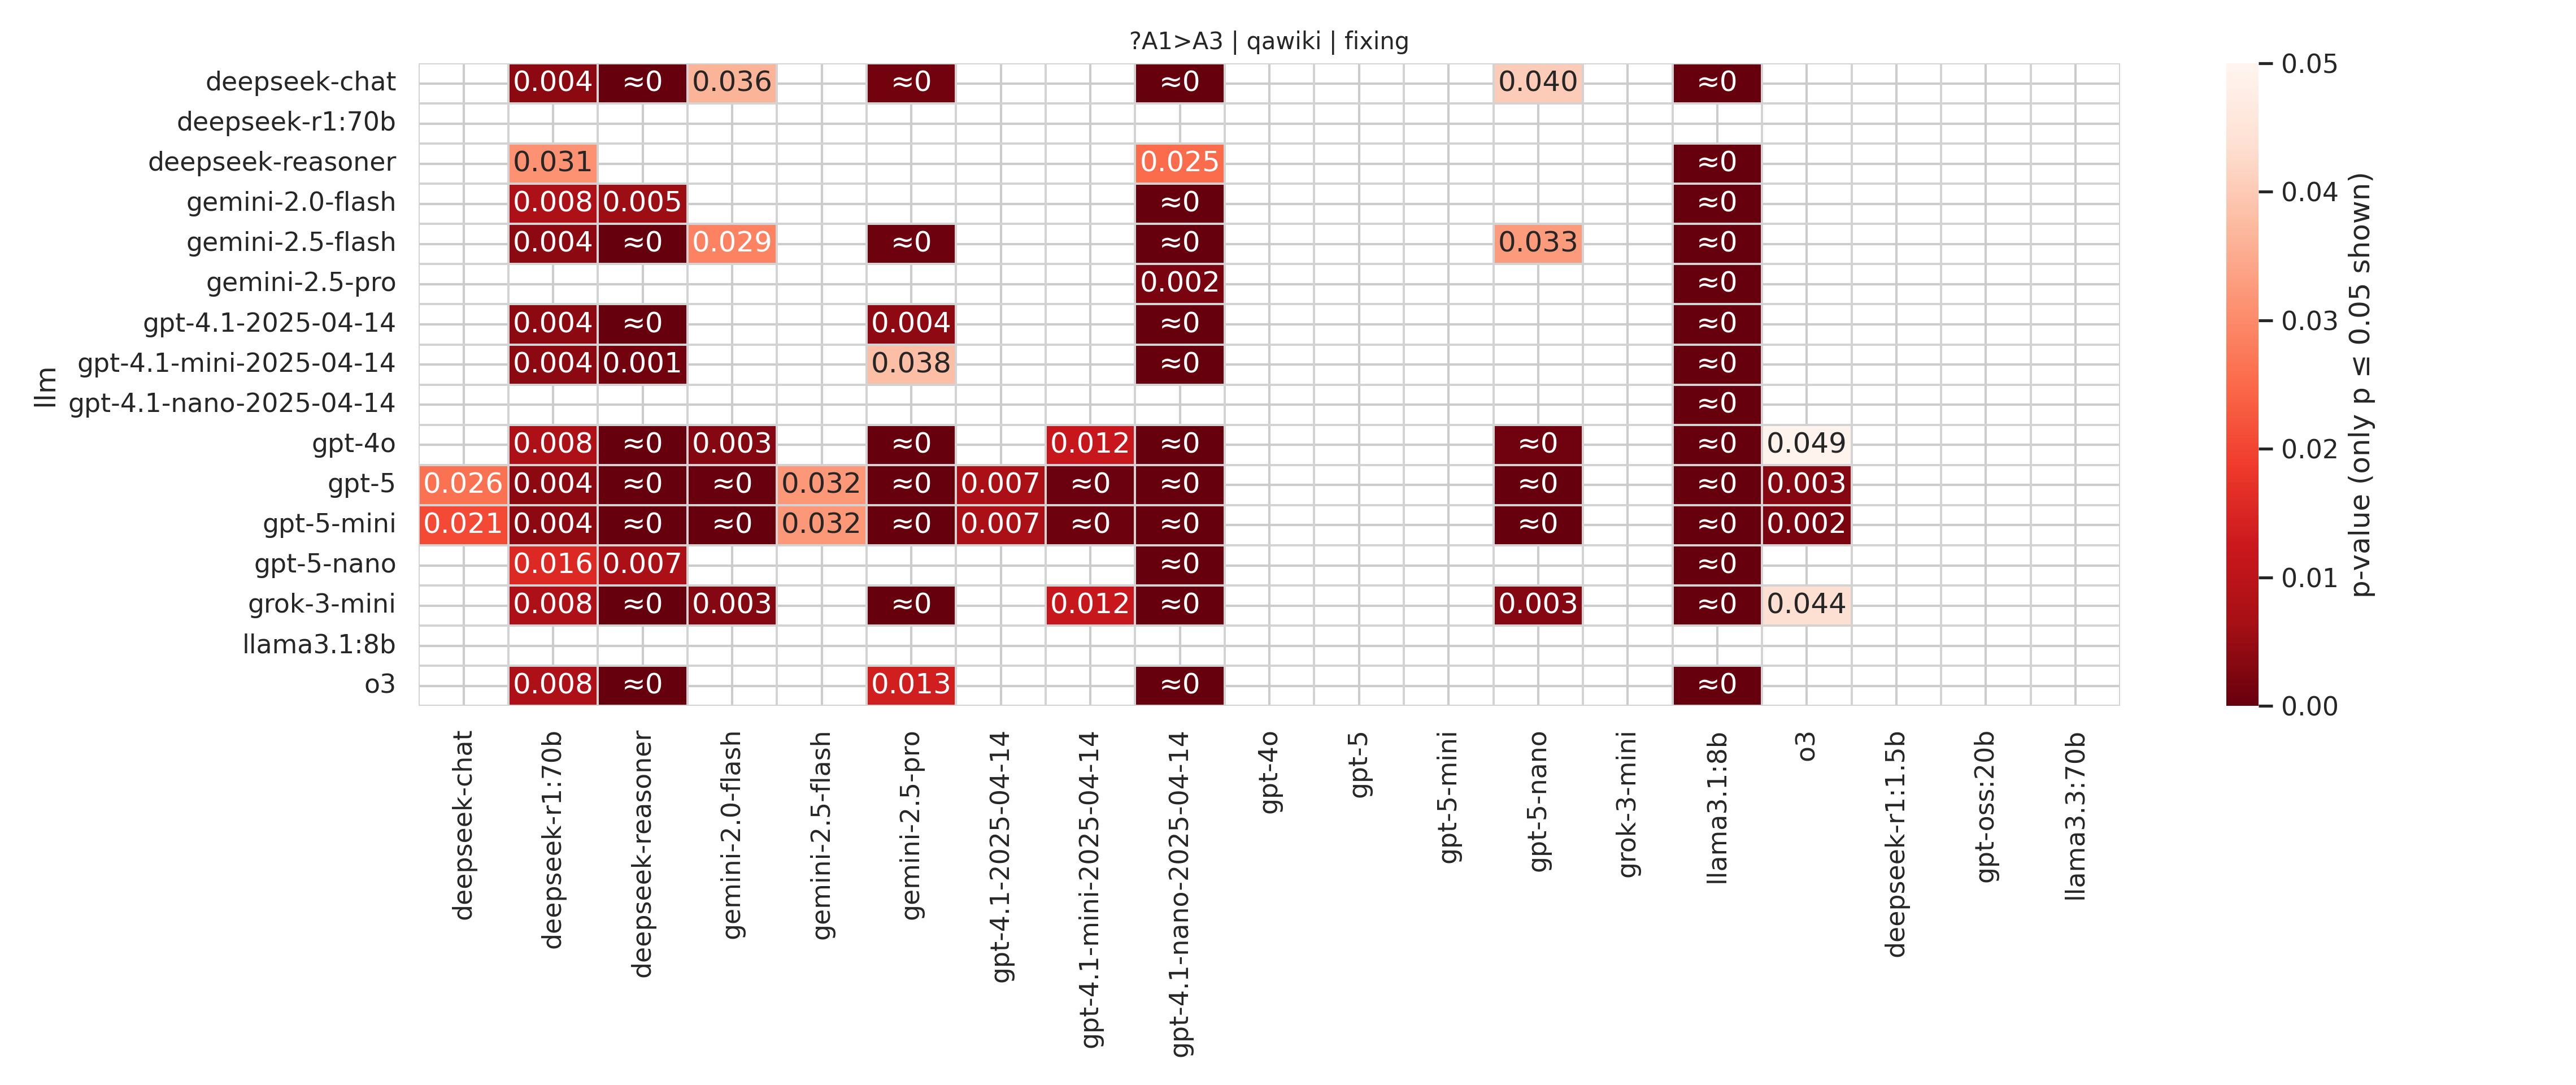 ?A1>A3 | qawiki | fixing
llm
deepseek-chat 0.004 ≈0 0.036 ≈0 ≈0 0.040 ≈0
deepseek-r1:70b
deepseek-reasoner 0.031 0.025 ≈0
gemini-2.0-flash 0.008 0.005 ≈0 ≈0
gemini-2.5-flash 0.004 ≈0 0.029 ≈0 ≈0 0.033 ≈0
gemini-2.5-pro 0.002 ≈0
gpt-4.1-2025-04-14 0.004 ≈0 0.004 ≈0 ≈0
gpt-4.1-mini-2025-04-14 0.004 0.001 0.038 ≈0 ≈0
gpt-4.1-nano-2025-04-14 ≈0
gpt-4o 0.008 ≈0 0.003 ≈0 0.012 ≈0 ≈0 ≈0 0.049
gpt-5 0.026 0.004 ≈0 ≈0 0.032 ≈0 0.007 ≈0 ≈0 ≈0 ≈0 0.003
gpt-5-mini 0.021 0.004 ≈0 ≈0 0.032 ≈0 0.007 ≈0 ≈0 ≈0 ≈0 0.002
gpt-5-nano 0.016 0.007 ≈0 ≈0
grok-3-mini 0.008 ≈0 0.003 ≈0 0.012 ≈0 0.003 ≈0 0.044
llama3.1:8b
o3 0.008 ≈0 0.013 ≈0 ≈0
deepseek-chat
deepseek-r1:70b
deepseek-reasoner
gemini-2.0-flash
gemini-2.5-flash
gemini-2.5-pro
gpt-4.1-2025-04-14
gpt-4.1-mini-2025-04-14
gpt-4.1-nano-2025-04-14
gpt-4o
gpt-5
gpt-5-mini
gpt-5-nano
grok-3-mini
llama3.1:8b
o3
deepseek-r1:1.5b
gpt-oss:20b
llama3.3:70b
0.05
0.04
0.03
0.02
0.01
0.00
p-value (only p ≤ 0.05 shown)